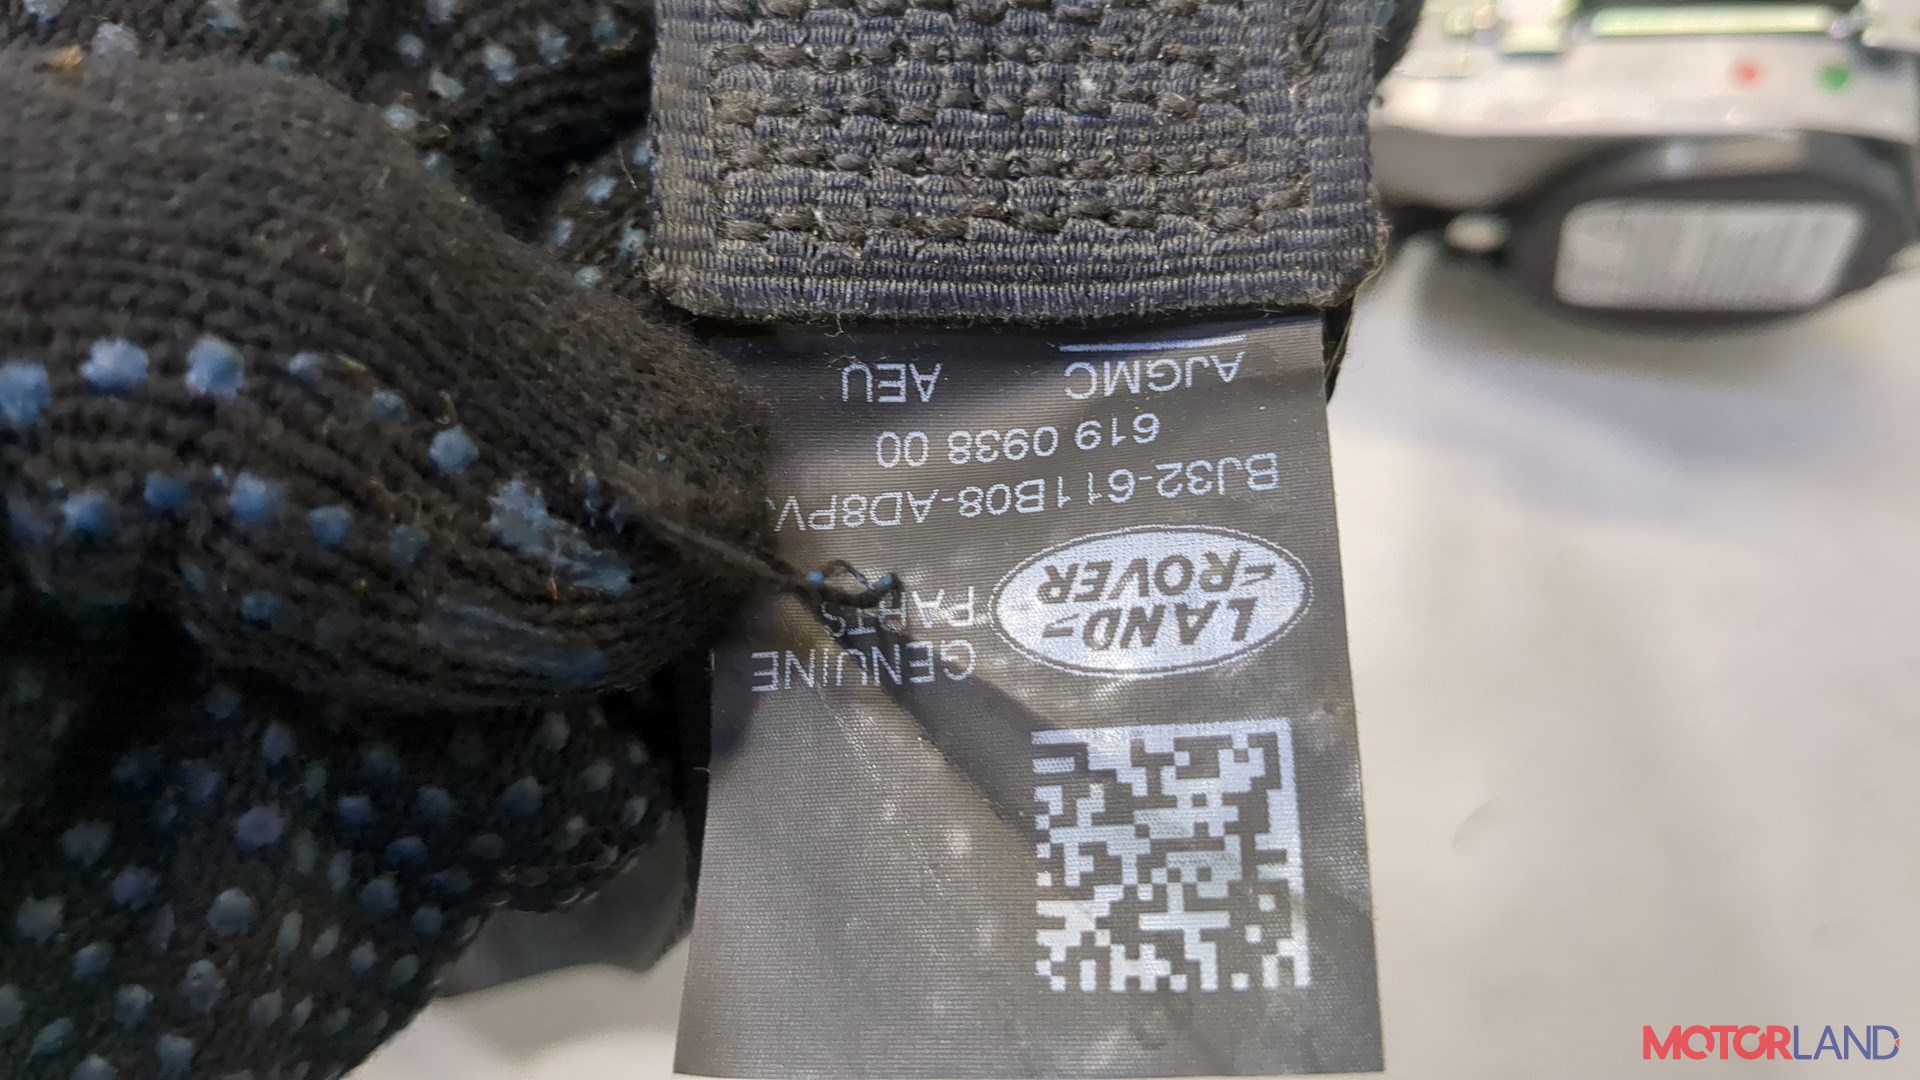 GENUINE
PARTS
LAND-
-ROVER
BJ32-611B08-AD8PV
619 0938 00
AJGMC AEU
MOTORLAND